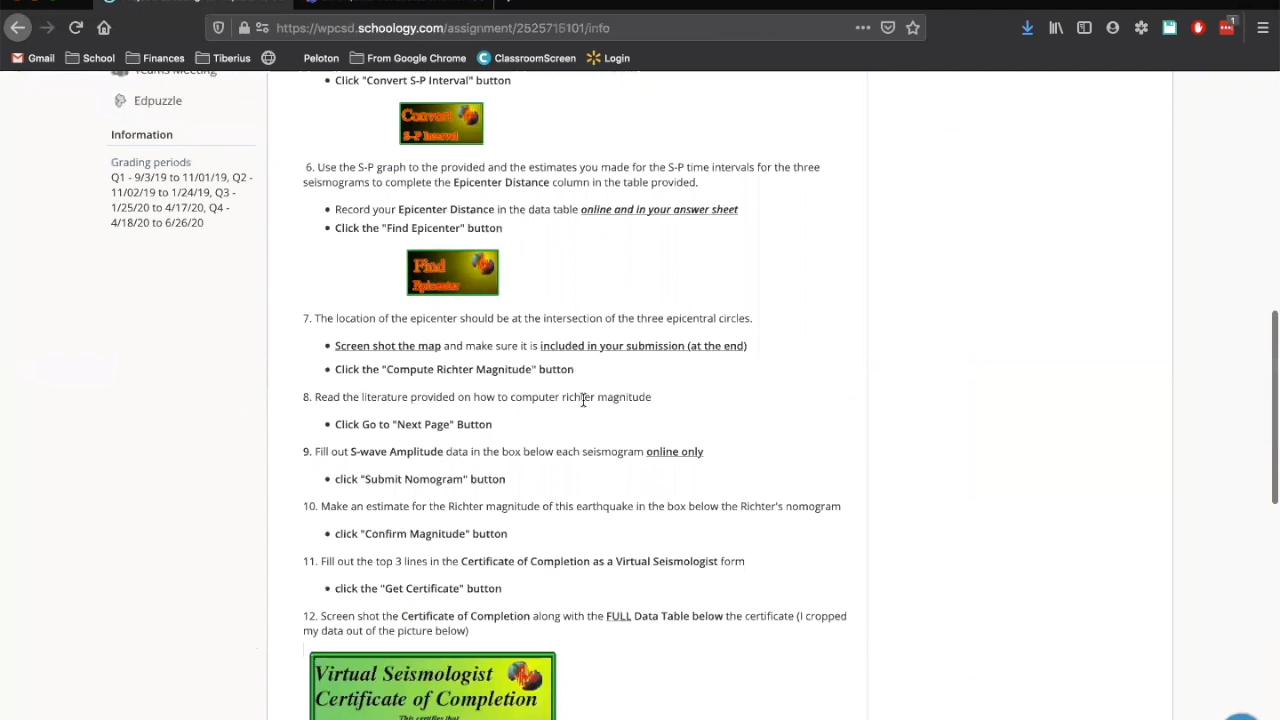 https://wpcsd.schoology.com/assignment/2525715101/info
1
Gmail School Finances Tiberius From Google Chrome ClassroomScreen Login
Teams Meeting
Edpuzzle
Information
Grading periods
Q1 - 9/3/19 to 11/01/19, Q2 -
11/02/19 to 1/24/19, Q3 -
1/25/20 to 4/17/20, Q4 -
4/18/20 to 6/26/20
• Click "Convert S-P Interval" button
Convert
S-P Interval
6. Use the S-P graph to the provided and the estimates you made for the S-P time intervals for the three
seismograms to complete the Epicenter Distance column in the table provided.
• Record your Epicenter Distance in the data table online and in your answer sheet
• Click the "Find Epicenter" button
Find
Epicenter
7. The location of the epicenter should be at the intersection of the three epicentral circles.
• Screen shot the map and make sure it is included in your submission (at the end)
• Click the "Compute Richter Magnitude" button
8. Read the literature provided on how to computer richter magnitude
• Click Go to "Next Page" Button
9. Fill out S-wave Amplitude data in the box below each seismogram online only
• click "Submit Nomogram" button
10. Make an estimate for the Richter magnitude of this earthquake in the box below the Richter's nomogram
• click "Confirm Magnitude" button
11. Fill out the top 3 lines in the Certificate of Completion as a Virtual Seismologist form
• click the "Get Certificate" button
12. Screen shot the Certificate of Completion along with the FULL Data Table below the certificate (I cropped
my data out of the picture below)
Virtual Seismologist
Certificate of Completion
This certifies that